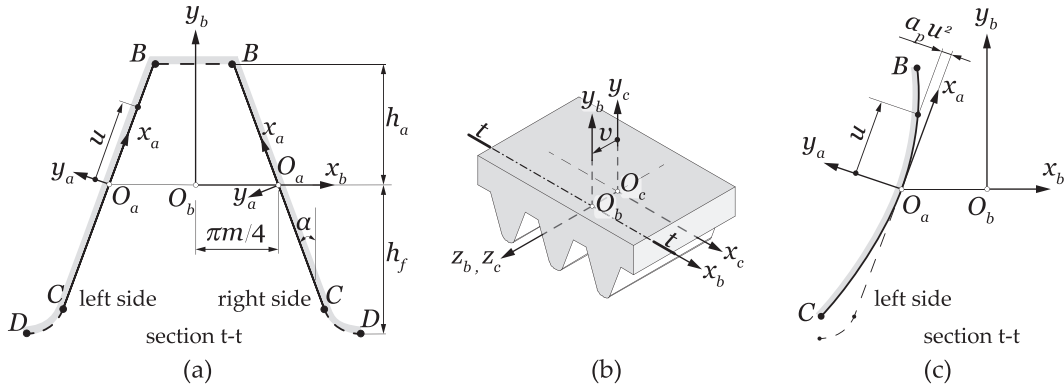 y_b
B
B
u
x_a
x_a
h_a
y_a
O_a
O_b
y_a
O_a
x_b
πm/4
α
h_f
C
left side
right side
C
D
D
section t-t
(a)
y_b
y_c
v
t
O_c
O_b
t
z_b, z_c
x_c
x_b
(b)
a_p u²
y_b
B
x_a
u
y_a
x_b
O_a
O_b
C
left side
section t-t
(c)